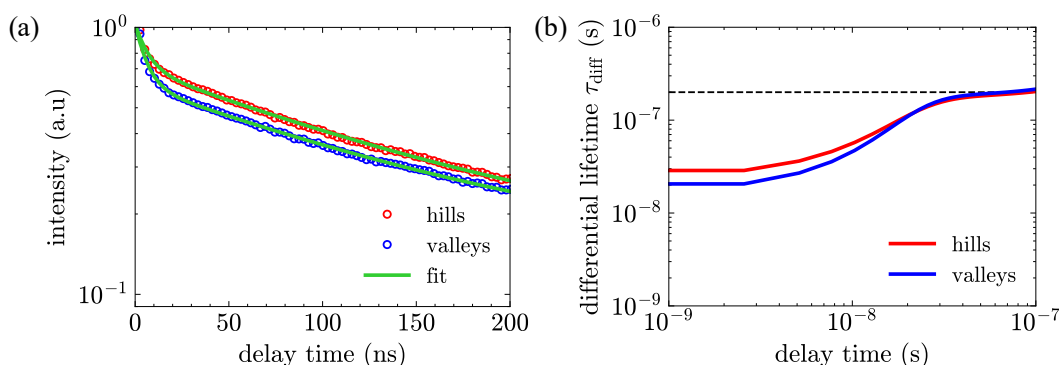 (a)
10^0
10^-1
intensity (a.u)
hills
valleys
fit
0
50
100
150
200
delay time (ns)
(b)
10^-6
10^-7
10^-8
10^-9
differential lifetime τ_diff (s)
hills
valleys
10^-9
10^-8
10^-7
delay time (s)